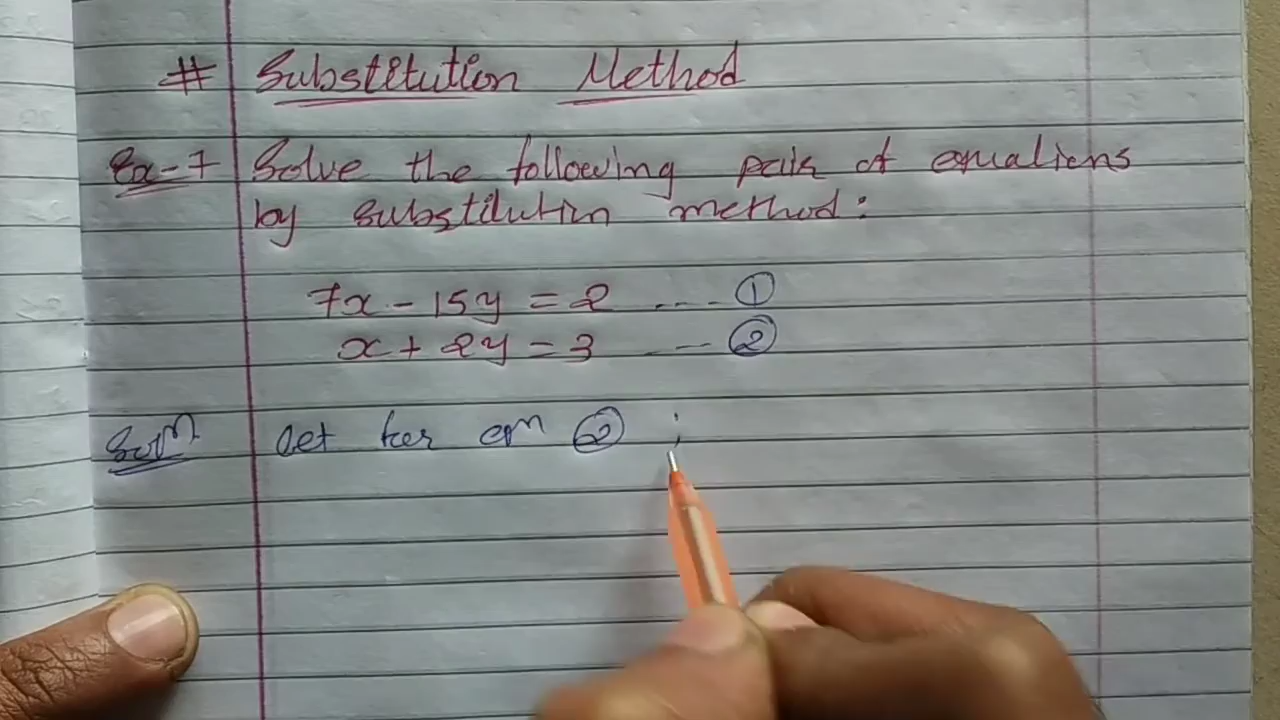 # Substitution Method
Ex-7 Solve the following pair of equations
by substitution method:
7x - 15y = 2 ---- ①
x + 2y = 3 --- ②
Solⁿ Let eqⁿ ② ;